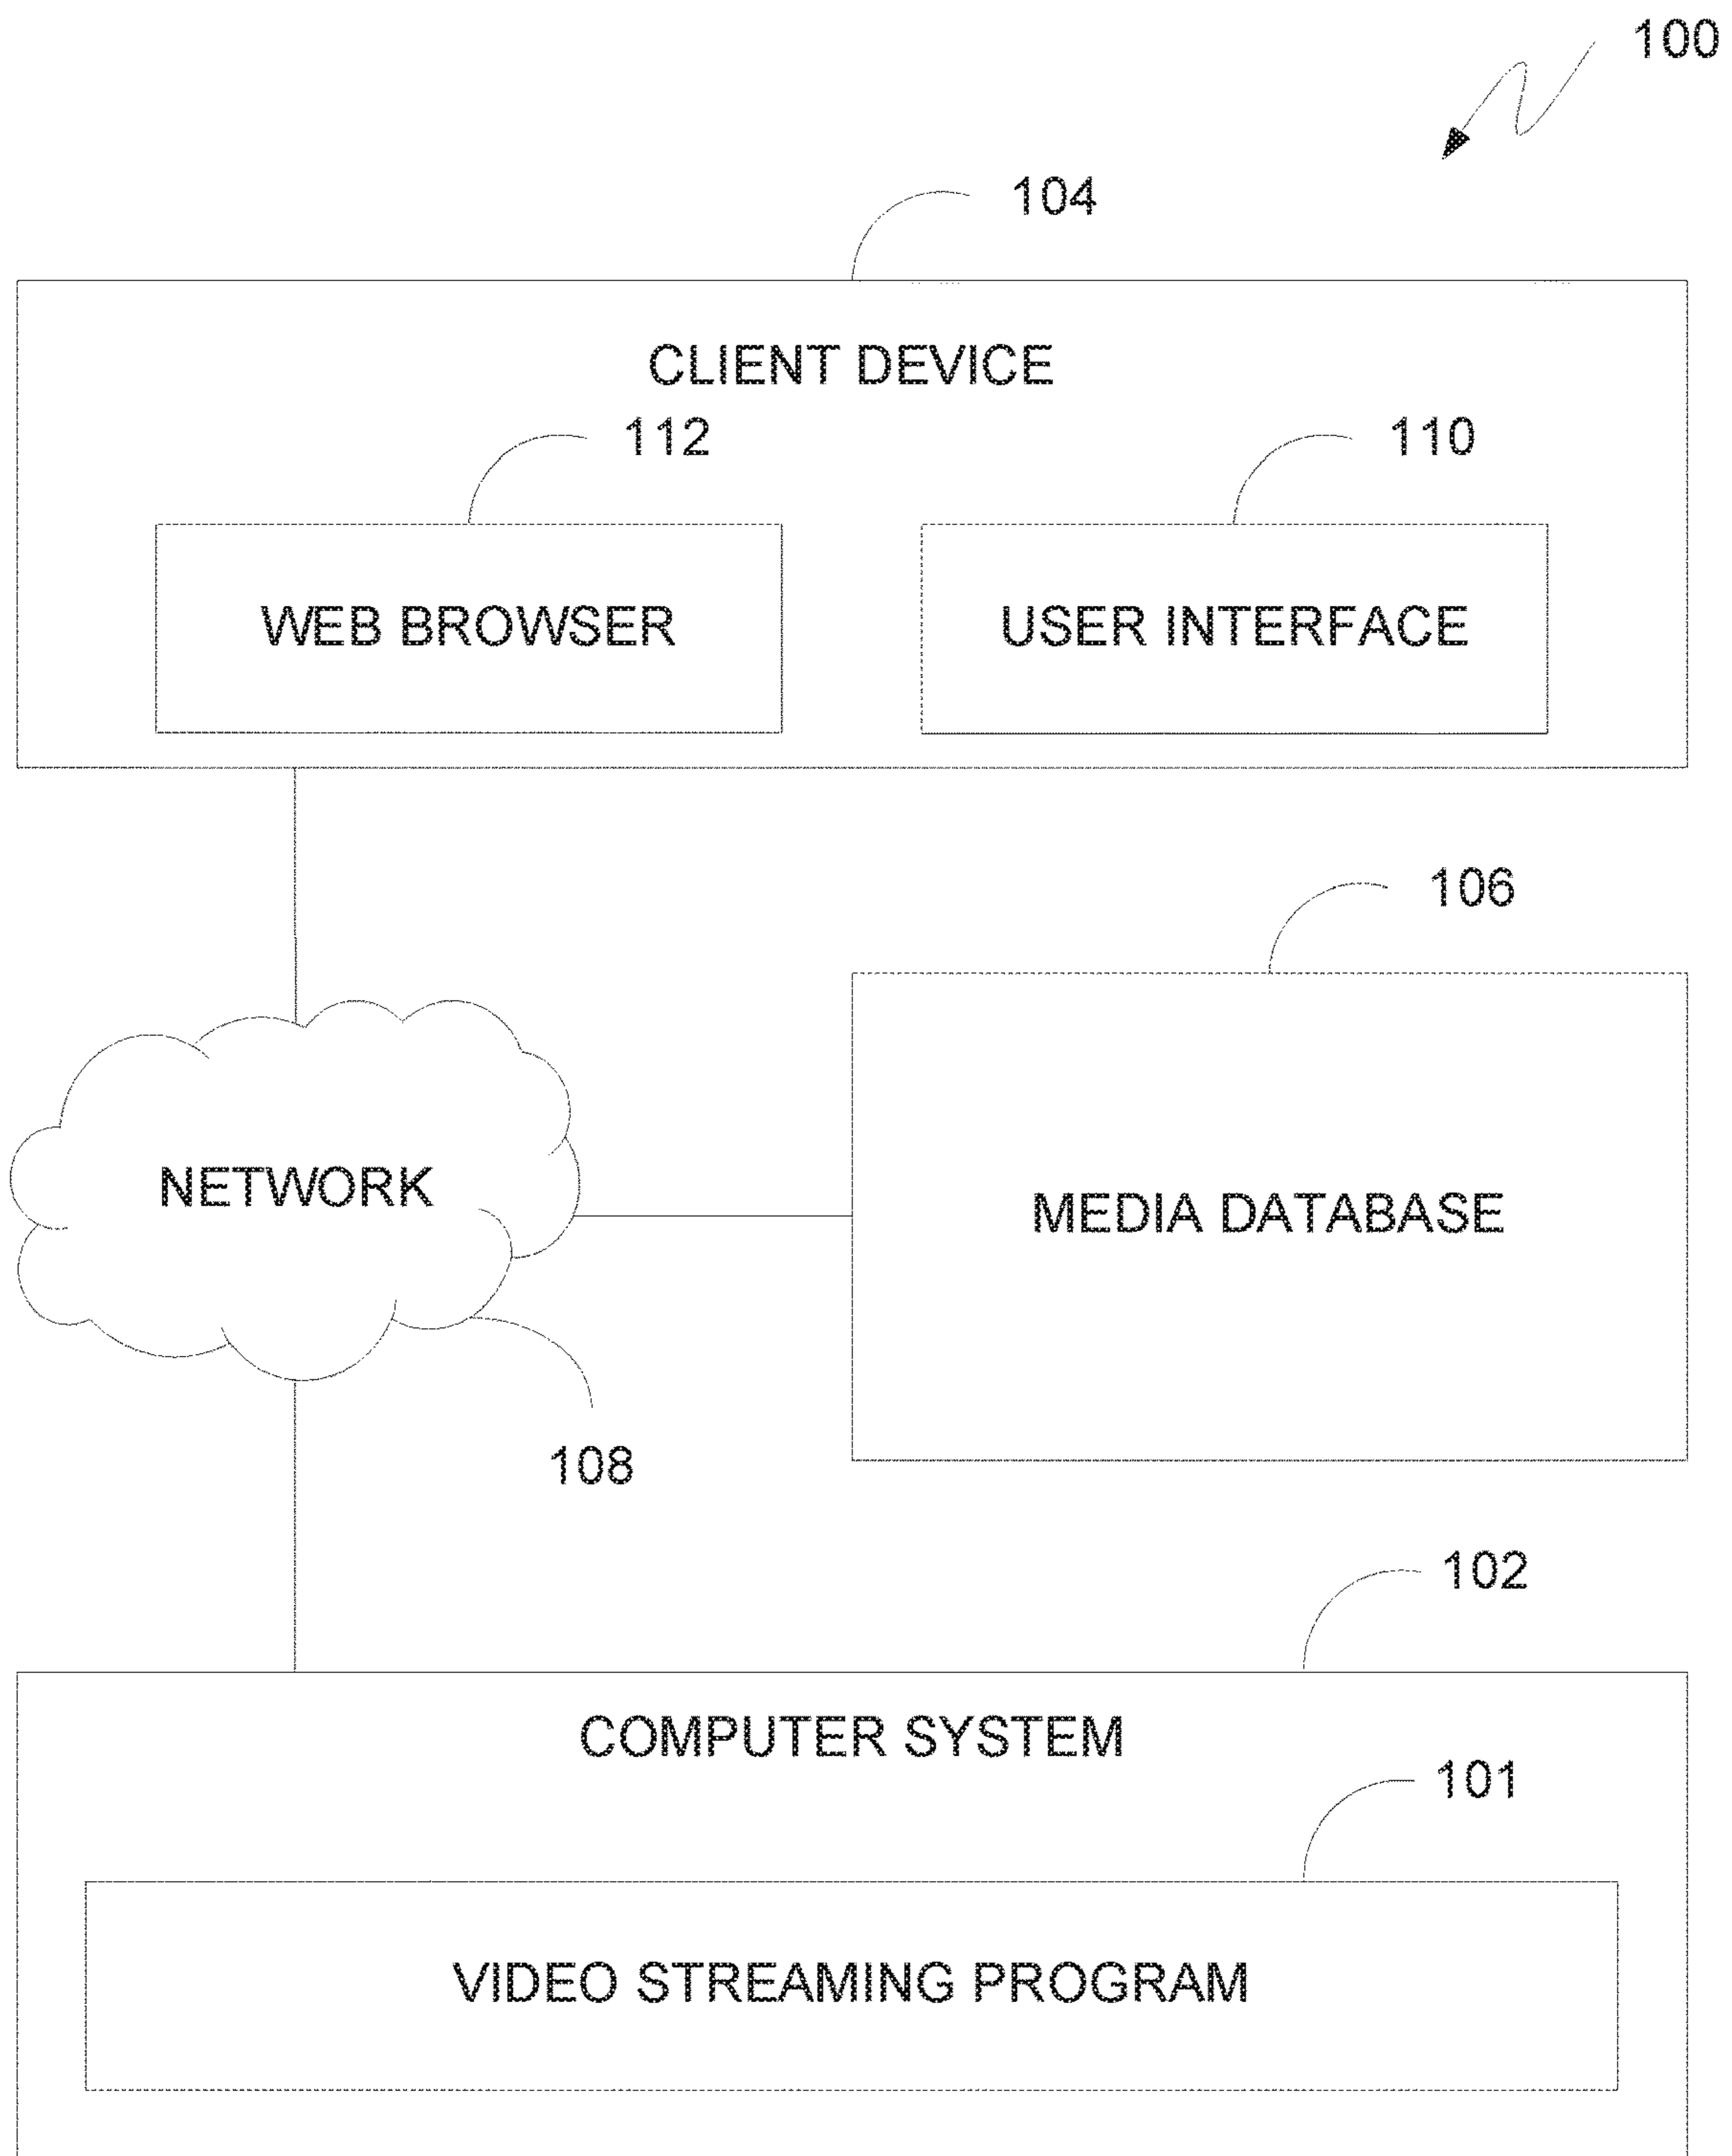 100
104
CLIENT DEVICE
112
110
WEB BROWSER
USER INTERFACE
106
NETWORK
MEDIA DATABASE
108
102
COMPUTER SYSTEM
101
VIDEO STREAMING PROGRAM